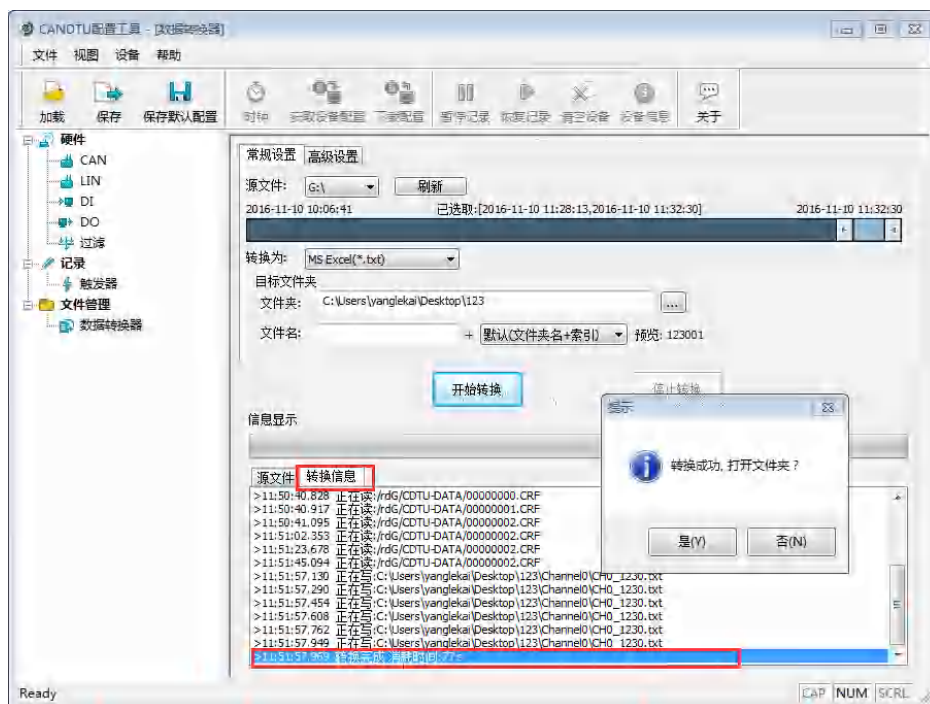 CANDTU配置工具 - [数据转换器]
文件 视图 设备 帮助
加载 保存 保存默认配置 时钟 获取设备配置 下载配置 暂停记录 恢复记录 清空设备 设备信息 关于
硬件
CAN
LIN
DI
DO
过滤
记录
触发器
文件管理
数据转换器
常规设置 高级设置
源文件: G:\ 刷新
2016-11-10 10:06:41 已选取:[2016-11-10 11:28:13,2016-11-10 11:32:30] 2016-11-10 11:32:30
转换为: MS Excel(*.txt)
目标文件夹
文件夹: C:\Users\yanglekai\Desktop\123 ...
文件名: + 默认(文件夹名+索引) 预览: 123001
开始转换 停止转换
信息显示
源文件 转换信息
>11:50:40.828 正在读:/rdG/CDTU-DATA/00000000.CRF
>11:50:40.917 正在读:/rdG/CDTU-DATA/00000001.CRF
>11:50:41.095 正在读:/rdG/CDTU-DATA/00000002.CRF
>11:51:02.353 正在读:/rdG/CDTU-DATA/00000002.CRF
>11:51:23.678 正在读:/rdG/CDTU-DATA/00000002.CRF
>11:51:45.094 正在读:/rdG/CDTU-DATA/00000002.CRF
>11:51:57.130 正在写:C:\Users\yanglekai\Desktop\123\Channel0\CH0_1230.txt
>11:51:57.290 正在写:C:\Users\yanglekai\Desktop\123\Channel0\CH0_1230.txt
>11:51:57.454 正在写:C:\Users\yanglekai\Desktop\123\Channel0\CH0_1230.txt
>11:51:57.608 正在写:C:\Users\yanglekai\Desktop\123\Channel0\CH0_1230.txt
>11:51:57.762 正在写:C:\Users\yanglekai\Desktop\123\Channel0\CH0_1230.txt
>11:51:57.949 正在写:C:\Users\yanglekai\Desktop\123\Channel0\CH0_1230.txt
>11:51:57.969 转换完成 消耗时间:77s
提示
转换成功, 打开文件夹?
是(Y) 否(N)
Ready CAP NUM SCRL